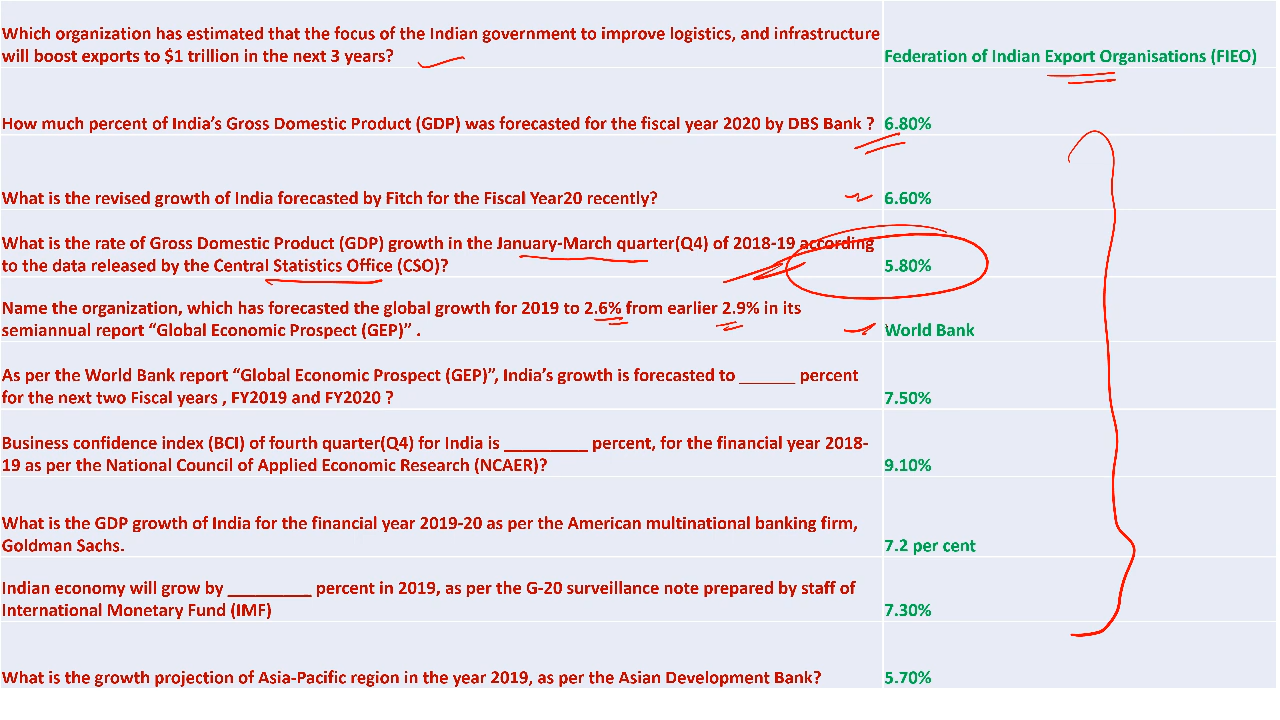 Which organization has estimated that the focus of the Indian government to improve logistics, and infrastructure
will boost exports to $1 trillion in the next 3 years?
Federation of Indian Export Organisations (FIEO)
How much percent of India's Gross Domestic Product (GDP) was forecasted for the fiscal year 2020 by DBS Bank ?
6.80%
What is the revised growth of India forecasted by Fitch for the Fiscal Year20 recently?
6.60%
What is the rate of Gross Domestic Product (GDP) growth in the January-March quarter(Q4) of 2018-19 according
to the data released by the Central Statistics Office (CSO)?
5.80%
Name the organization, which has forecasted the global growth for 2019 to 2.6% from earlier 2.9% in its
semiannual report “Global Economic Prospect (GEP)” .
World Bank
As per the World Bank report “Global Economic Prospect (GEP)”, India’s growth is forecasted to ______ percent
for the next two Fiscal years , FY2019 and FY2020 ?
7.50%
Business confidence index (BCI) of fourth quarter(Q4) for India is _________ percent, for the financial year 2018-
19 as per the National Council of Applied Economic Research (NCAER)?
9.10%
What is the GDP growth of India for the financial year 2019-20 as per the American multinational banking firm,
Goldman Sachs.
7.2 per cent
Indian economy will grow by _________ percent in 2019, as per the G-20 surveillance note prepared by staff of
International Monetary Fund (IMF)
7.30%
What is the growth projection of Asia-Pacific region in the year 2019, as per the Asian Development Bank?
5.70%